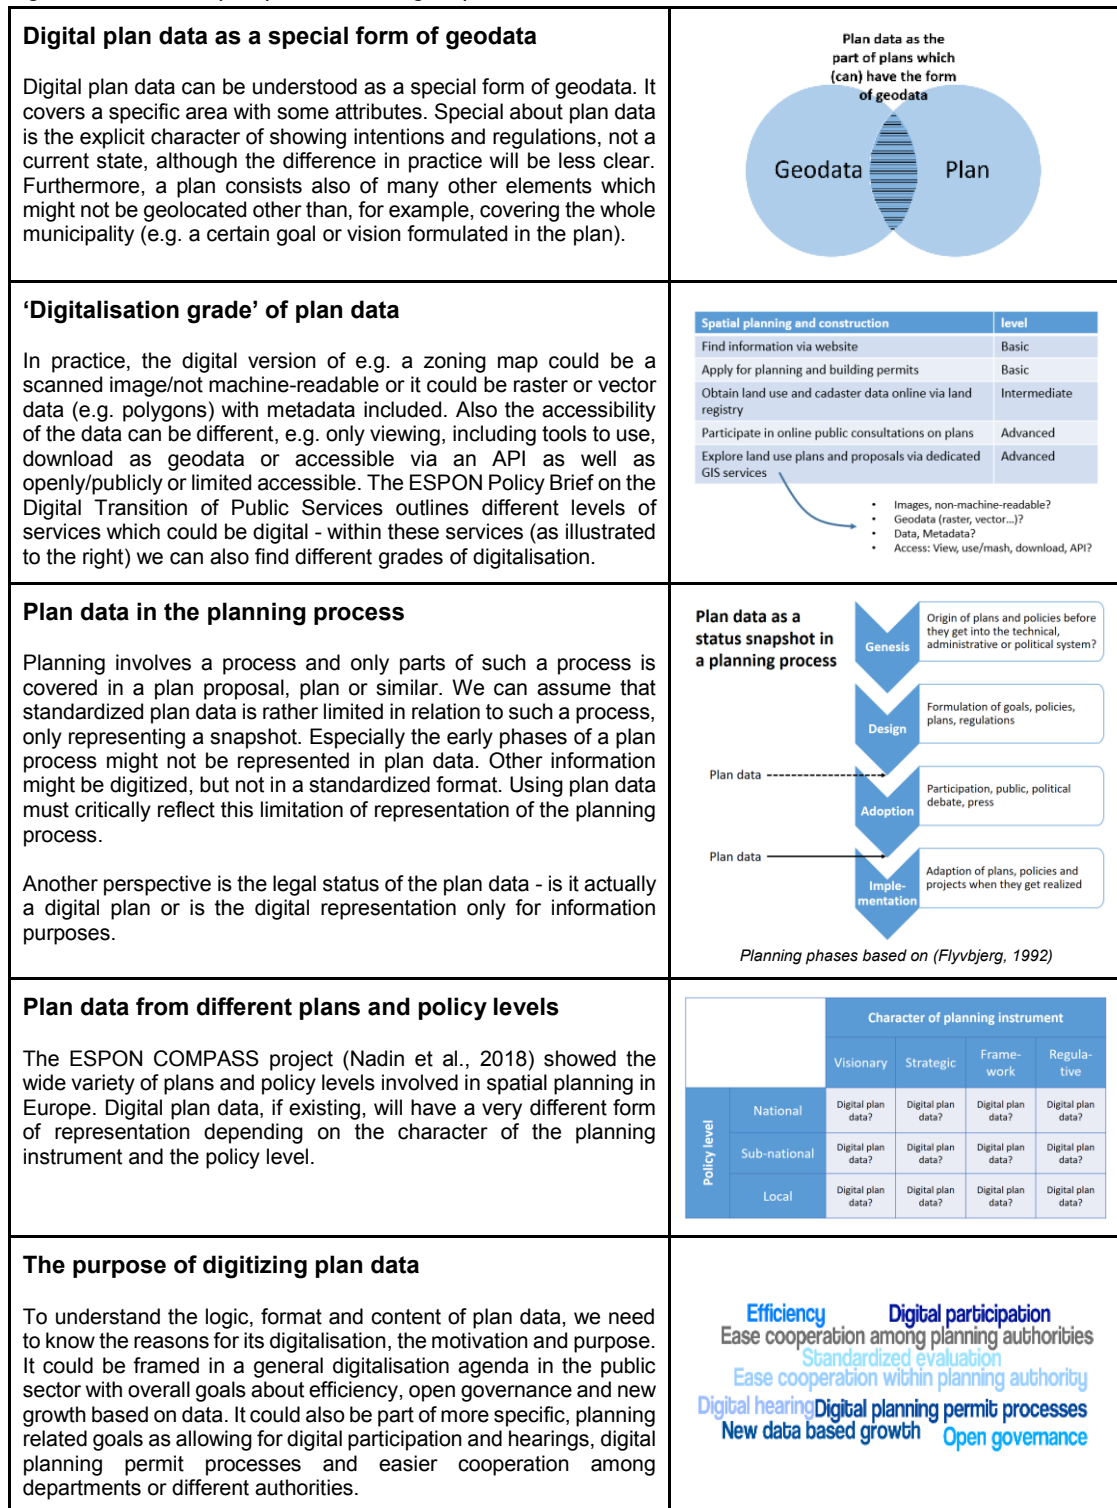 Digital plan data as a special form of geodata
Digital plan data can be understood as a special form of geodata. It
covers a specific area with some attributes. Special about plan data
is the explicit character of showing intentions and regulations, not a
current state, although the difference in practice will be less clear.
Furthermore, a plan consists also of many other elements which
might not be geolocated other than, for example, covering the whole
municipality (e.g. a certain goal or vision formulated in the plan).
Plan data as the
part of plans which
(can) have the form
of geodata
Geodata
Plan
‘Digitalisation grade’ of plan data
In practice, the digital version of e.g. a zoning map could be a
scanned image/not machine-readable or it could be raster or vector
data (e.g. polygons) with metadata included. Also the accessibility
of the data can be different, e.g. only viewing, including tools to use,
download as geodata or accessible via an API as well as
openly/publicly or limited accessible. The ESPON Policy Brief on the
Digital Transition of Public Services outlines different levels of
services which could be digital - within these services (as illustrated
to the right) we can also find different grades of digitalisation.
Spatial planning and construction level
Find information via website Basic
Apply for planning and building permits Basic
Obtain land use and cadaster data online via land Intermediate
registry
Participate in online public consultations on plans Advanced
Explore land use plans and proposals via dedicated Advanced
GIS services
• Images, non-machine-readable?
• Geodata (raster, vector...)?
• Data, Metadata?
• Access: View, use/mash, download, API?
Plan data in the planning process
Planning involves a process and only parts of such a process is
covered in a plan proposal, plan or similar. We can assume that
standardized plan data is rather limited in relation to such a process,
only representing a snapshot. Especially the early phases of a plan
process might not be represented in plan data. Other information
might be digitized, but not in a standardized format. Using plan data
must critically reflect this limitation of representation of the planning
process.
Another perspective is the legal status of the plan data - is it actually
a digital plan or is the digital representation only for information
purposes.
Plan data as a
status snapshot in
a planning process
Genesis
Origin of plans and policies before
they get into the technical,
administrative or political system?
Design
Formulation of goals, policies,
plans, regulations
Plan data
Adoption
Participation, public, political
debate, press
Plan data
Imple-
mentation
Adaption of plans, policies and
projects when they get realized
Planning phases based on (Flyvbjerg, 1992)
Plan data from different plans and policy levels
The ESPON COMPASS project (Nadin et al., 2018) showed the
wide variety of plans and policy levels involved in spatial planning in
Europe. Digital plan data, if existing, will have a very different form
of representation depending on the character of the planning
instrument and the policy level.
Character of planning instrument
Visionary Strategic Frame- Regula-
work tive
Policy level
National Digital plan Digital plan Digital plan Digital plan
data? data? data? data?
Sub-national Digital plan Digital plan Digital plan Digital plan
data? data? data? data?
Local Digital plan Digital plan Digital plan Digital plan
data? data? data? data?
The purpose of digitizing plan data
To understand the logic, format and content of plan data, we need
to know the reasons for its digitalisation, the motivation and purpose.
It could be framed in a general digitalisation agenda in the public
sector with overall goals about efficiency, open governance and new
growth based on data. It could also be part of more specific, planning
related goals as allowing for digital participation and hearings, digital
planning permit processes and easier cooperation among
departments or different authorities.
Efficiency Digital participation
Ease cooperation among planning authorities
Standardized evaluation
Ease cooperation within planning authority
Digital hearing Digital planning permit processes
New data based growth Open governance